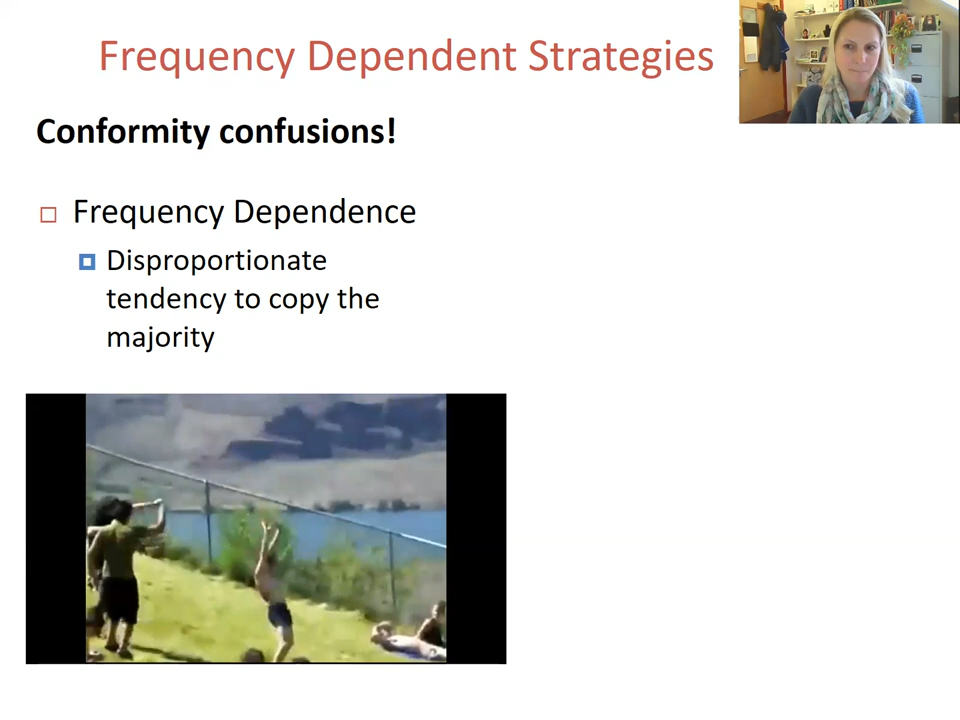 Frequency Dependent Strategies
Conformity confusions!
Frequency Dependence
Disproportionate
tendency to copy the
majority